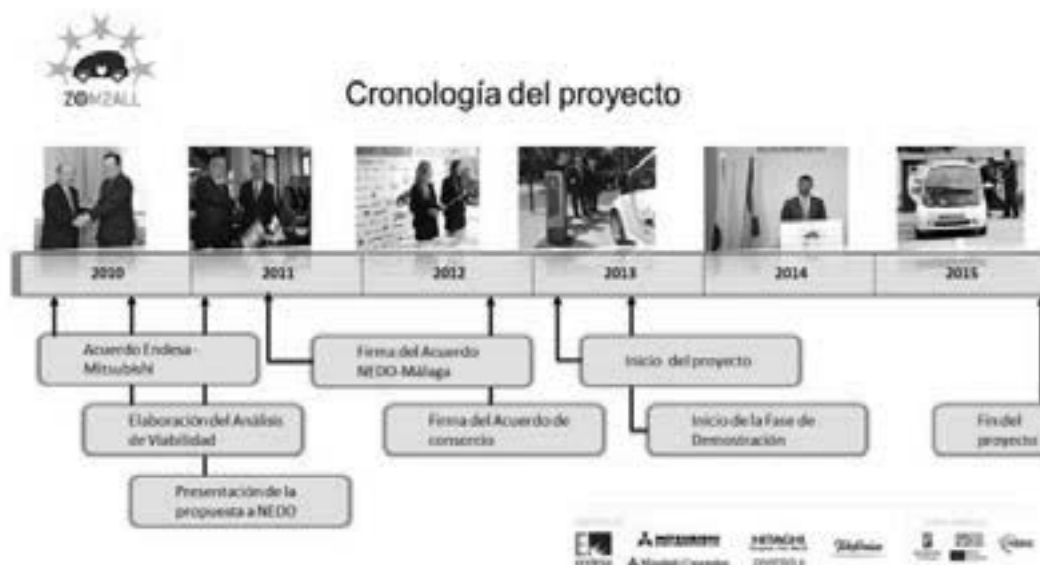 ZEM2ALL
Cronología del proyecto
2010
2011
2012
2013
2014
2015
Acuerdo Endesa -
Mitsubishi
Firma del Acuerdo
NEDO-Málaga
Inicio del proyecto
Elaboración del Análisis
de Viabilidad
Firma del Acuerdo de
consorcio
Inicio de la Fase de
Demostración
Fin del
proyecto
Presentación de la
propuesta a NEDO
endesa
MITSUBISHI
HITACHI
Telefónica